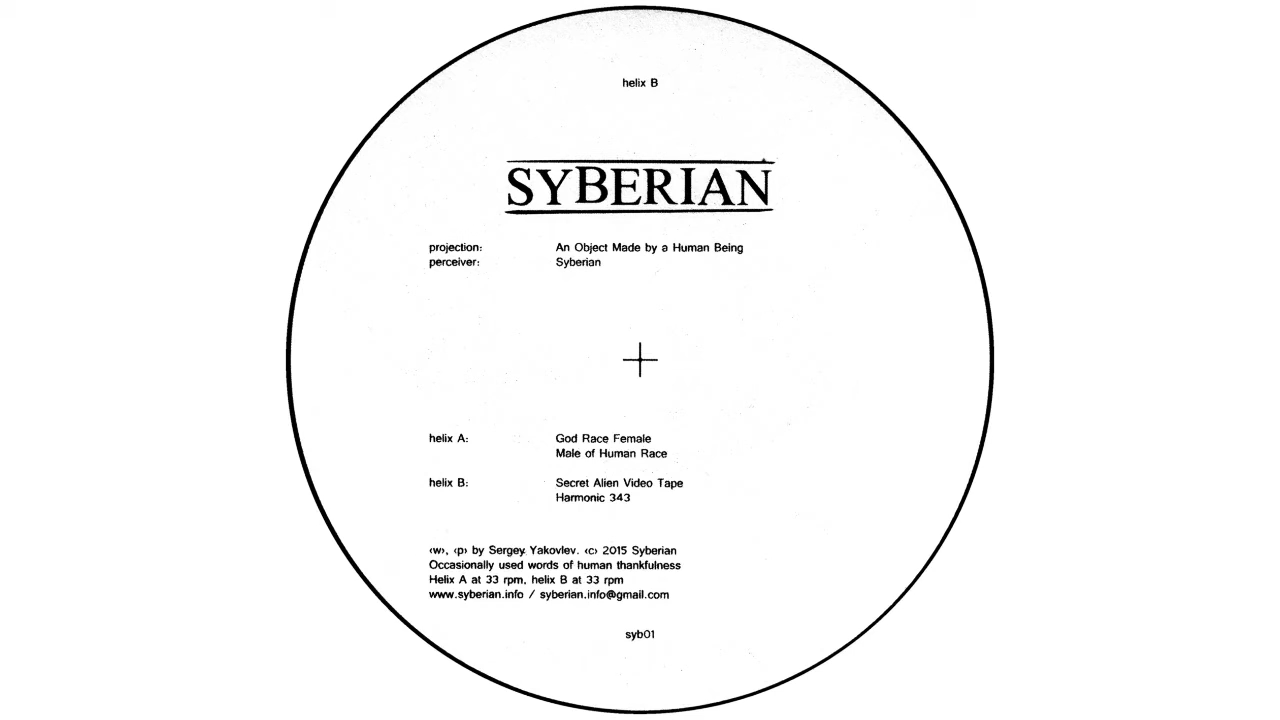 helix B
SYBERIAN
projection: An Object Made by a Human Being
perceiver: Syberian
helix A: God Race Female
Male of Human Race
helix B: Secret Alien Video Tape
Harmonic 343
‹w›, ‹p› by Sergey Yakovlev. ‹c› 2015 Syberian
Occasionally used words of human thankfulness
Helix A at 33 rpm, helix B at 33 rpm
www.syberian.info / syberian.info@gmail.com
syb01